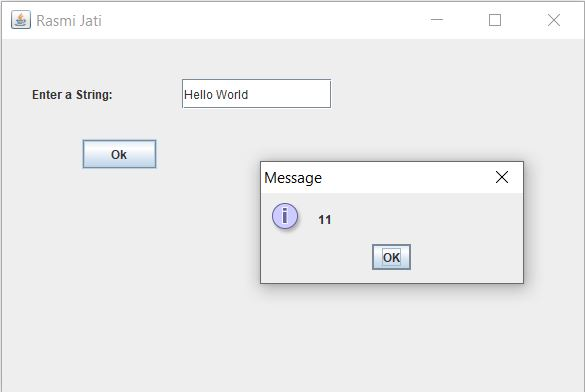 Rasmi Jati
Enter a String:
Hello World
Ok
Message
11
OK